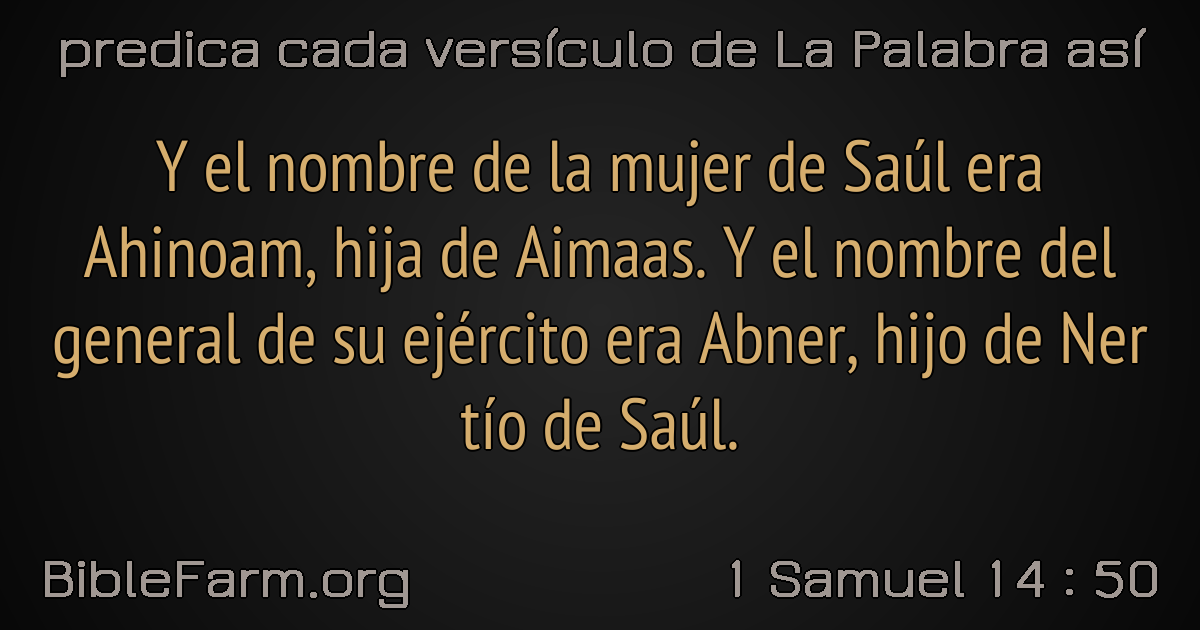 predica cada versículo de La Palabra así
Y el nombre de la mujer de Saúl era
Ahinoam, hija de Aimaas. Y el nombre del
general de su ejército era Abner, hijo de Ner
tío de Saúl.
BibleFarm.org
1 Samuel 14 : 50